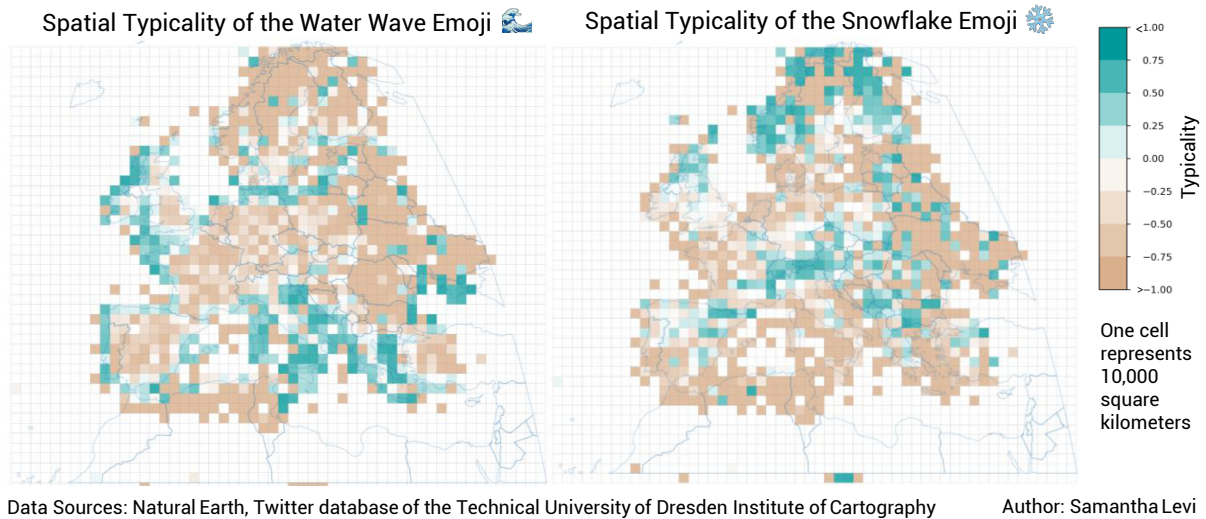 Spatial Typicality of the Water Wave Emoji 🌊
Spatial Typicality of the Snowflake Emoji ❄️
<1.00
0.75
0.50
0.25
0.00
−0.25
−0.50
−0.75
>−1.00
Typicality
One cell
represents
10,000
square
kilometers
Data Sources: Natural Earth, Twitter database of the Technical University of Dresden Institute of Cartography
Author: Samantha Levi